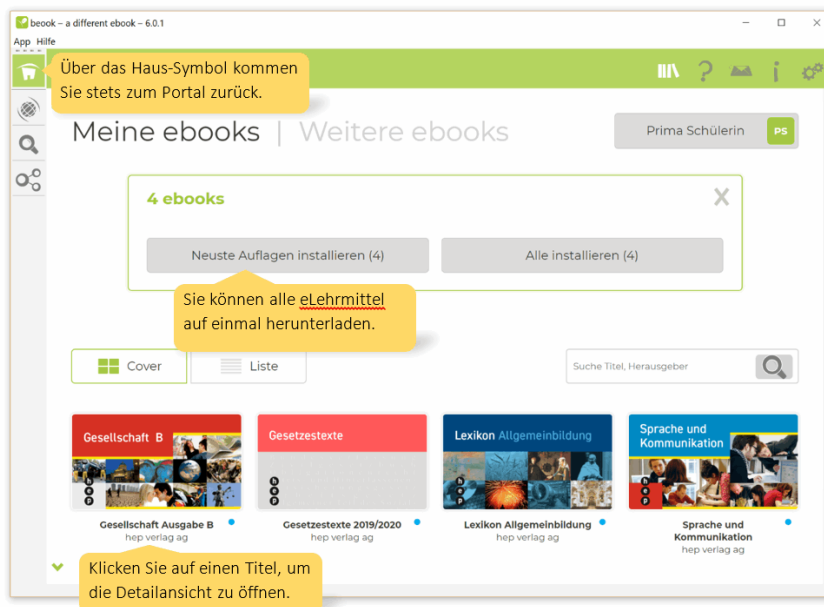 beook – a different ebook – 6.0.1
App Hilfe
Über das Haus-Symbol kommen
Sie stets zum Portal zurück.
Meine ebooks | Weitere ebooks
Prima Schülerin PS
4 ebooks
Neuste Auflagen installieren (4)
Alle installieren (4)
Sie können alle eLehrmittel
auf einmal herunterladen.
Cover
Liste
Suche Titel, Herausgeber
Gesellschaft B
hep
Gesetzestexte
hep
Lexikon Allgemeinbildung
hep
Sprache und
Kommunikation
hep
Gesellschaft Ausgabe B
hep verlag ag
Gesetzestexte 2019/2020
hep verlag ag
Lexikon Allgemeinbildung
hep verlag ag
Sprache und
Kommunikation
hep verlag ag
Klicken Sie auf einen Titel, um
die Detailansicht zu öffnen.